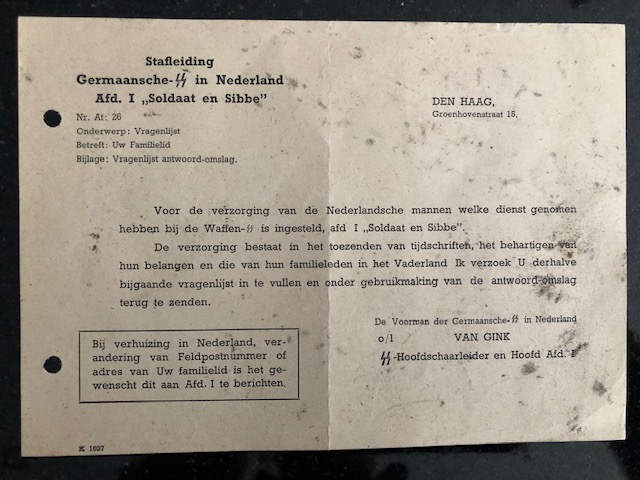 Stafleiding
Germaansche-ᛋᛋ in Nederland
Afd. I „Soldaat en Sibbe"
Nr. At: 26
Onderwerp: Vragenlijst
Betreft: Uw Familielid
Bijlage: Vragenlijst antwoord-omslag.
DEN HAAG,
Groenhovenstraat 15,
Voor de verzorging van de Nederlandsche mannen welke dienst genomen
hebben bij de Waffen-ᛋᛋ is ingesteld, afd I „Soldaat en Sibbe".
De verzorging bestaat in het toezenden van tijdschriften, het behartigen van
hun belangen en die van hun familieleden in het Vaderland Ik verzoek U derhalve
bijgaande vragenlijst in te vullen en onder gebruikmaking van de antwoord-omslag
terug te zenden.
De Voorman der Germaansche-ᛋᛋ in Nederland
o/l VAN GINK
ᛋᛋ-Hoofdschaarleider en Hoofd Afd. I
Bij verhuizing in Nederland, ver-
andering van Feldpostnummer of
adres van Uw familielid is het ge-
wenscht dit aan Afd. I te berichten.
K 1637